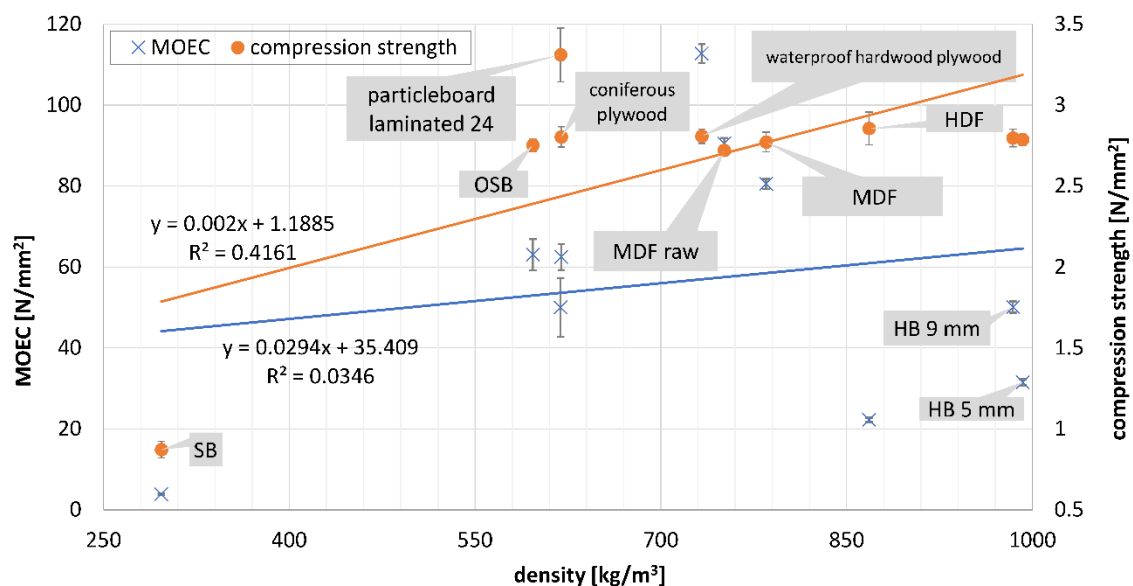 120
100
80
60
40
20
0
MOEC [N/mm²]
3.5
3
2.5
2
1.5
1
0.5
compression strength [N/mm²]
MOEC
compression strength
particleboard
laminated 24
coniferous
plywood
waterproof hardwood plywood
OSB
HDF
MDF
MDF raw
y = 0.002x + 1.1885
R² = 0.4161
y = 0.0294x + 35.409
R² = 0.0346
HB 9 mm
HB 5 mm
SB
250
400
550
700
850
1000
density [kg/m³]